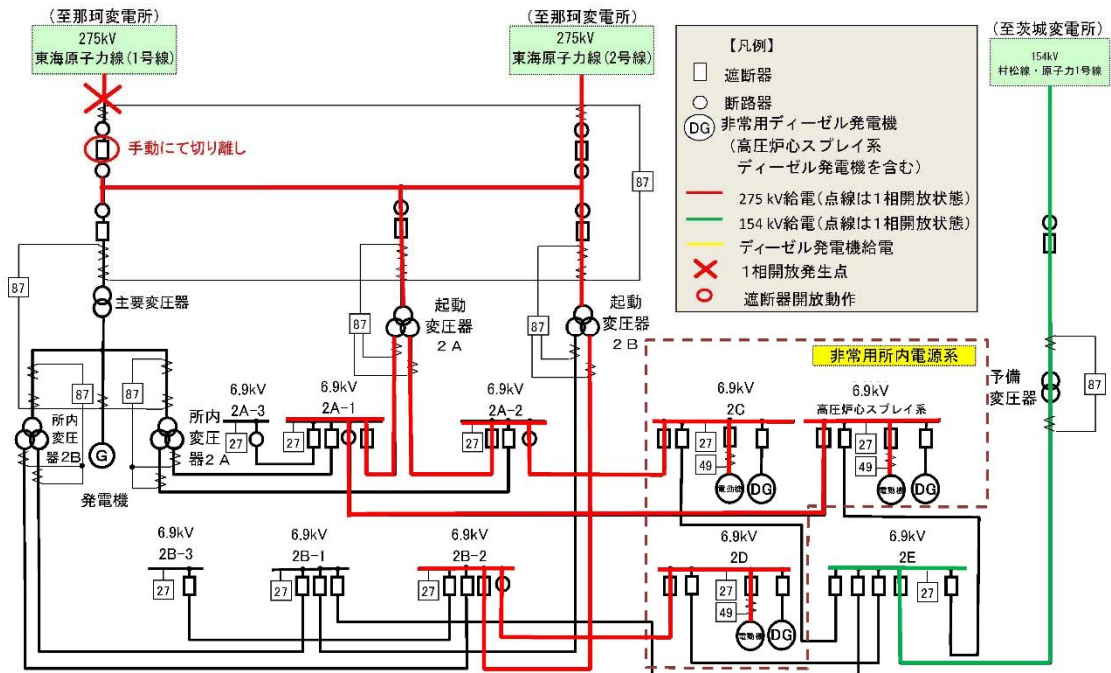 (至那珂変電所)
275kV
東海原子力線(1号線)
(至那珂変電所)
275kV
東海原子力線(2号線)
(至茨城変電所)
154kV
村松線・原子力1号線
【凡例】
遮断器
断路器
DG
非常用ディーゼル発電機
(高圧炉心スプレイ系
ディーゼル発電機を含む)
275 kV給電(点線は1相開放状態)
154 kV給電(点線は1相開放状態)
ディーゼル発電機給電
1相開放発生点
遮断器開放動作
手動にて切り離し
87
87
主要変圧器
87
起動
変圧器
2A
87
起動
変圧器
2B
非常用所内電源系
予備
変圧器
87
87
87
所内
変圧
器2B
G
発電機
所内
変圧
器2A
6.9kV
2A-3
27
6.9kV
2A-1
27
6.9kV
2A-2
27
6.9kV
2C
27
49
電動機
DG
6.9kV
高圧炉心スプレイ系
27
49
電動機
DG
6.9kV
2B-3
27
6.9kV
2B-1
27
6.9kV
2B-2
27
6.9kV
2D
27
49
電動機
DG
6.9kV
2E
27